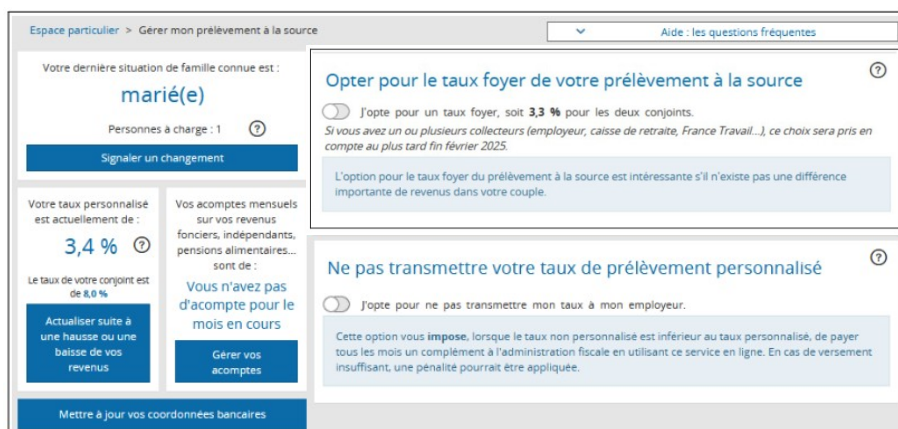 Espace particulier > Gérer mon prélèvement à la source
Aide : les questions fréquentes
Votre dernière situation de famille connue est :
marié(e)
Personnes à charge : 1 ?
Signaler un changement
Votre taux personnalisé
est actuellement de :
3,4 % ?
Le taux de votre conjoint est
de 8,0 %
Actualiser suite à
une hausse ou une
baisse de vos
revenus
Vos acomptes mensuels
sur vos revenus
fonciers, indépendants,
pensions alimentaires...
sont de :
Vous n'avez pas
d'acompte pour le
mois en cours
Gérer vos
acomptes
Mettre à jour vos coordonnées bancaires
Opter pour le taux foyer de votre prélèvement à la source ?
J'opte pour un taux foyer, soit 3,3 % pour les deux conjoints.
Si vous avez un ou plusieurs collecteurs (employeur, caisse de retraite, France Travail...), ce choix sera pris en
compte au plus tard fin février 2025.
L'option pour le taux foyer du prélèvement à la source est intéressante s'il n'existe pas une différence
importante de revenus dans votre couple.
Ne pas transmettre votre taux de prélèvement personnalisé ?
J'opte pour ne pas transmettre mon taux à mon employeur.
Cette option vous impose, lorsque le taux non personnalisé est inférieur au taux personnalisé, de payer
tous les mois un complément à l'administration fiscale en utilisant ce service en ligne. En cas de versement
insuffisant, une pénalité pourrait être appliquée.